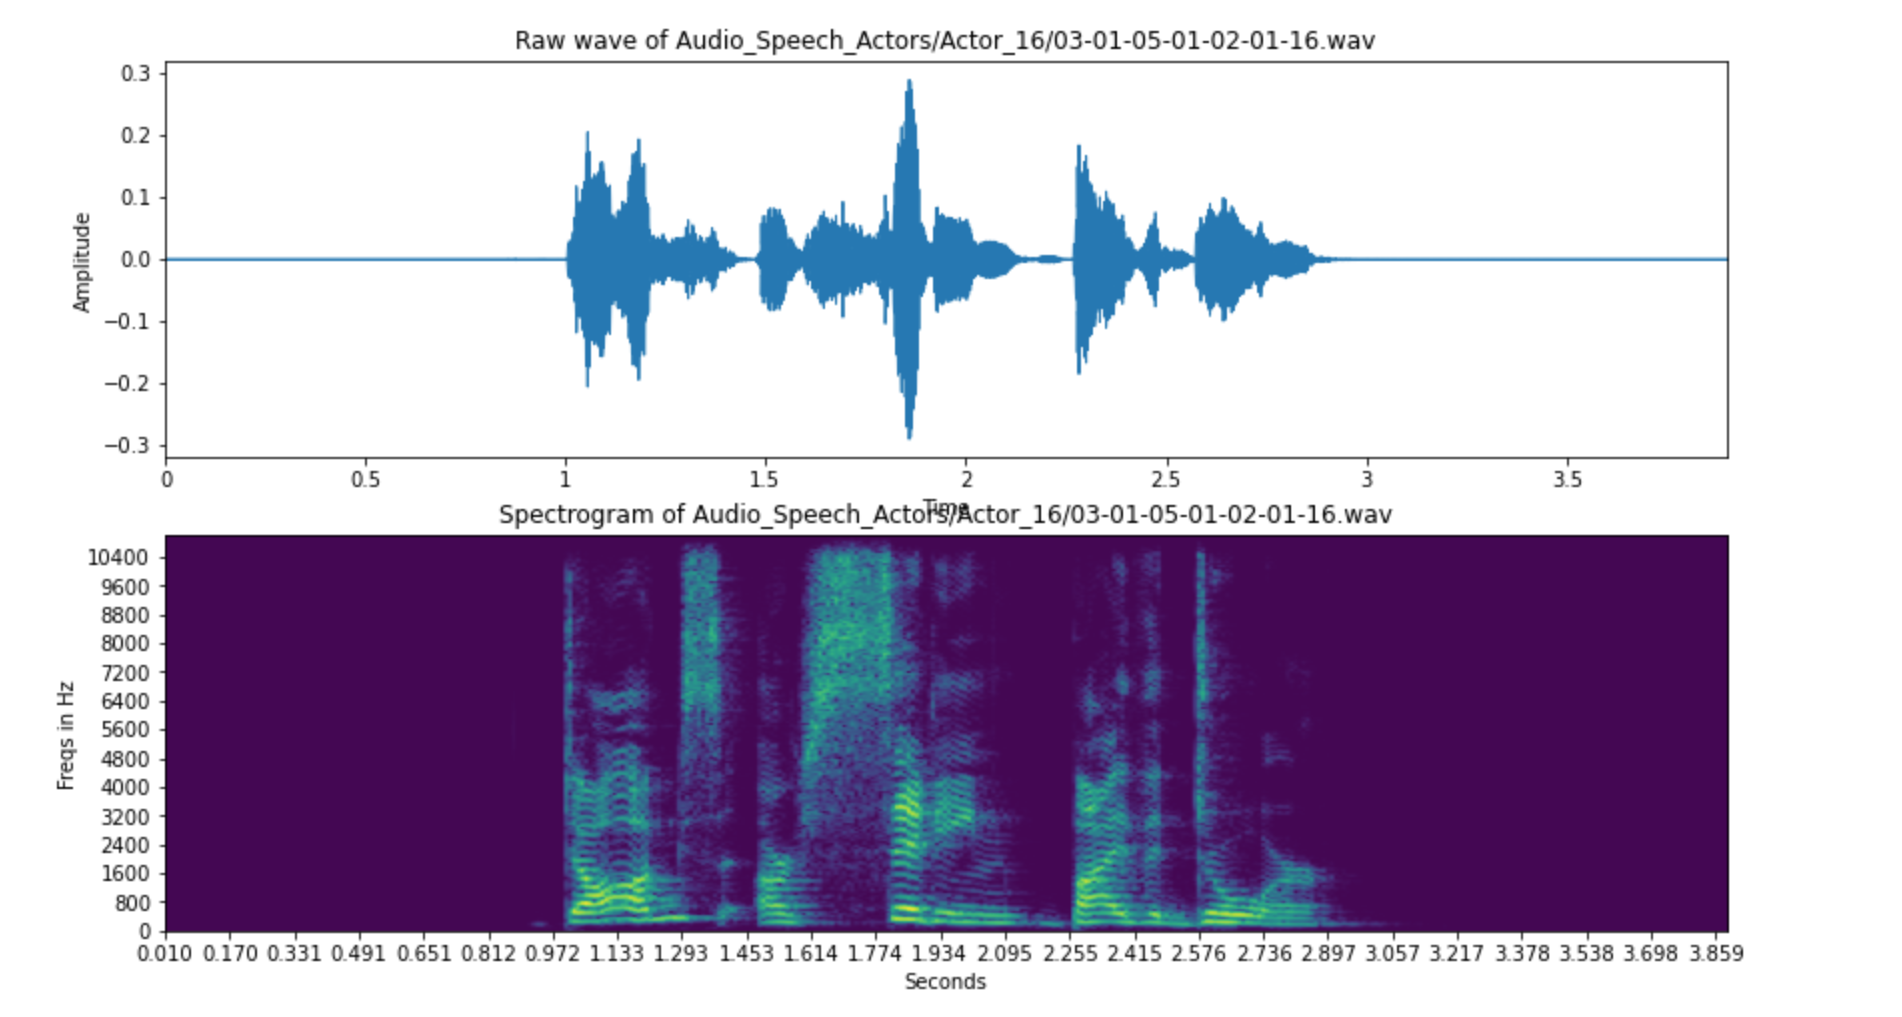 Raw wave of Audio_Speech_Actors/Actor_16/03-01-05-01-02-01-16.wav
0.3
0.2
0.1
0.0
−0.1
−0.2
−0.3
Amplitude
0 0.5 1 1.5 2 2.5 3 3.5
Time
Spectrogram of Audio_Speech_Actors/Actor_16/03-01-05-01-02-01-16.wav
10400
9600
8800
8000
7200
6400
5600
4800
4000
3200
2400
1600
800
0
Freqs in Hz
0.010 0.170 0.331 0.491 0.651 0.812 0.972 1.133 1.293 1.453 1.614 1.774 1.934 2.095 2.255 2.415 2.576 2.736 2.897 3.057 3.217 3.378 3.538 3.698 3.859
Seconds